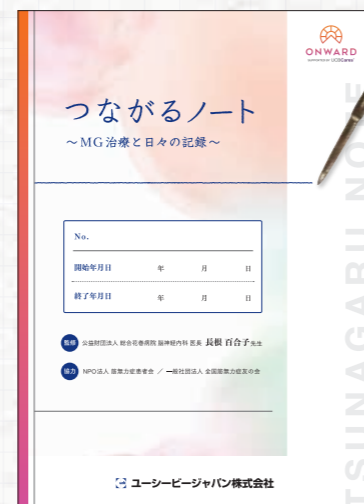 ONWARD
SUPPORTED BY UCBCares
つながるノート
～MG治療と日々の記録～
No.
開始年月日 年 月 日
終了年月日 年 月 日
監修 公益財団法人 総合花巻病院 脳神経内科 医長 長根 百合子先生
協力 NPO法人 筋無力症患者会 ／ 一般社団法人 全国筋無力症友の会
ユーシービージャパン株式会社
TSUNAGARU NOTE